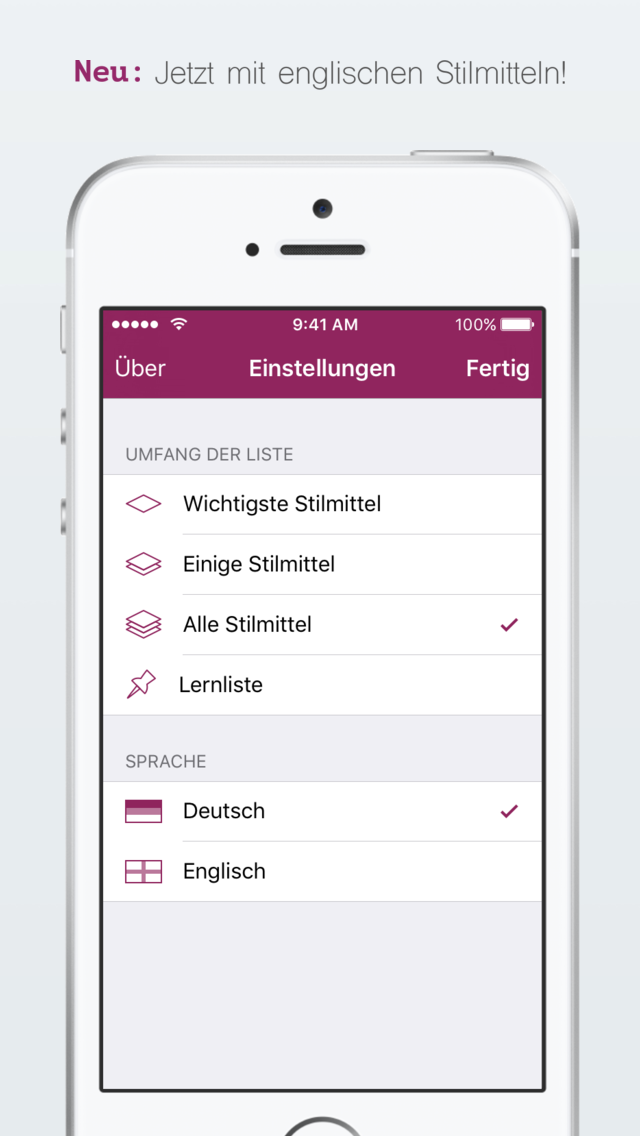 Neu: Jetzt mit englischen Stilmitteln!
9:41 AM 100%
Über Einstellungen Fertig
UMFANG DER LISTE
Wichtigste Stilmittel
Einige Stilmittel
Alle Stilmittel
Lernliste
SPRACHE
Deutsch
Englisch